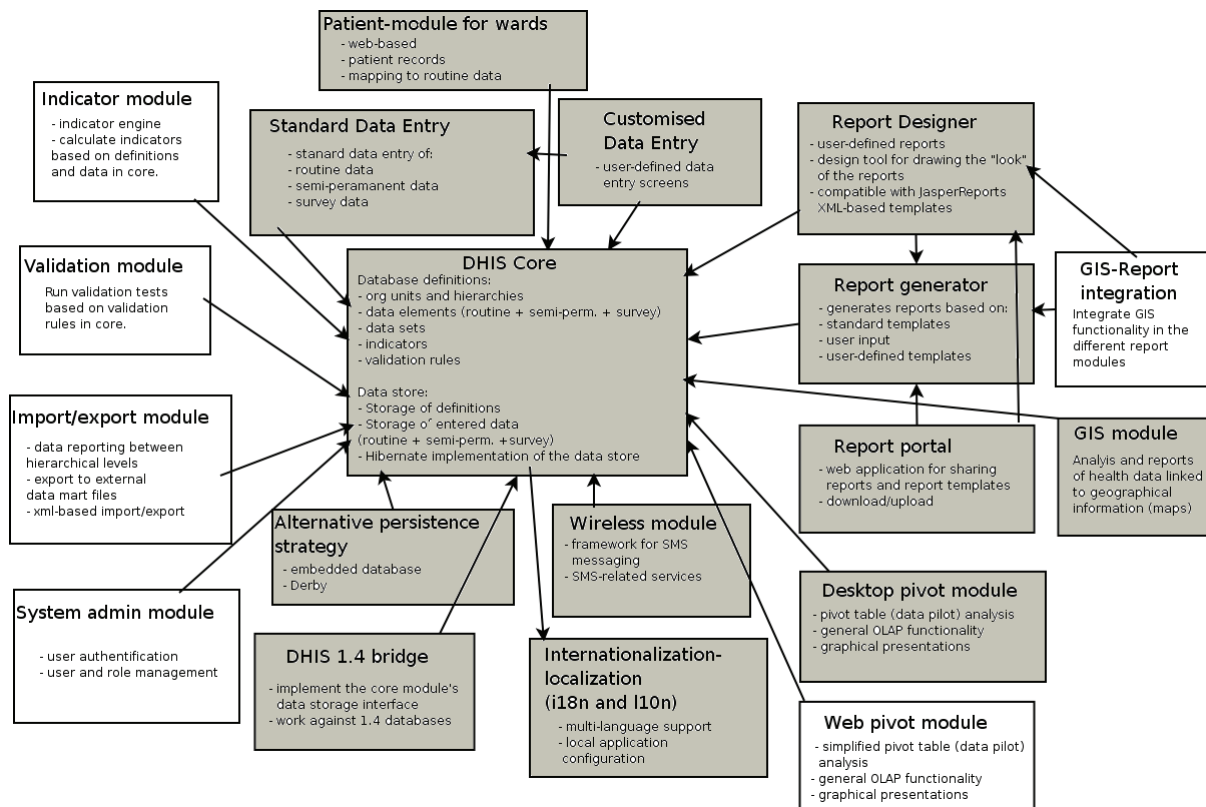 Patient-module for wards
- web-based
- patient records
- mapping to routine data
Indicator module
- indicator engine
- calculate indicators
based on definitions
and data in core.
Standard Data Entry
- stanard data entry of:
- routine data
- semi-peramanent data
- survey data
Customised
Data Entry
- user-defined data
entry screens
Report Designer
- user-defined reports
- design tool for drawing the "look"
of the reports
- compatible with JasperReports
XML-based templates
Validation module
Run validation tests
based on validation
rules in core.
DHIS Core
Database definitions:
- org units and hierarchies
- data elements (routine + semi-perm. + survey)
- data sets
- indicators
- validation rules
Data store:
- Storage of definitions
- Storage of entered data
(routine + semi-perm. +survey)
- Hibernate implementation of the data store
Report generator
- generates reports based on:
- standard templates
- user input
- user-defined templates
GIS-Report
integration
Integrate GIS
functionality in the
different report
modules
Import/export module
- data reporting between
hierarchical levels
- export to external
data mart files
- xml-based import/export
Report portal
- web application for sharing
reports and report templates
- download/upload
GIS module
Analyis and reports
of health data linked
to geographical
information (maps)
Alternative persistence
strategy
- embedded database
- Derby
Wireless module
- framework for SMS
messaging
- SMS-related services
Desktop pivot module
- pivot table (data pilot) analysis
- general OLAP functionality
- graphical presentations
System admin module
- user authentification
- user and role management
DHIS 1.4 bridge
- implement the core module's
data storage interface
- work against 1.4 databases
Internationalization-
localization
(i18n and l10n)
- multi-language support
- local application
configuration
Web pivot module
- simplified pivot table (data pilot)
analysis
- general OLAP functionality
- graphical presentations